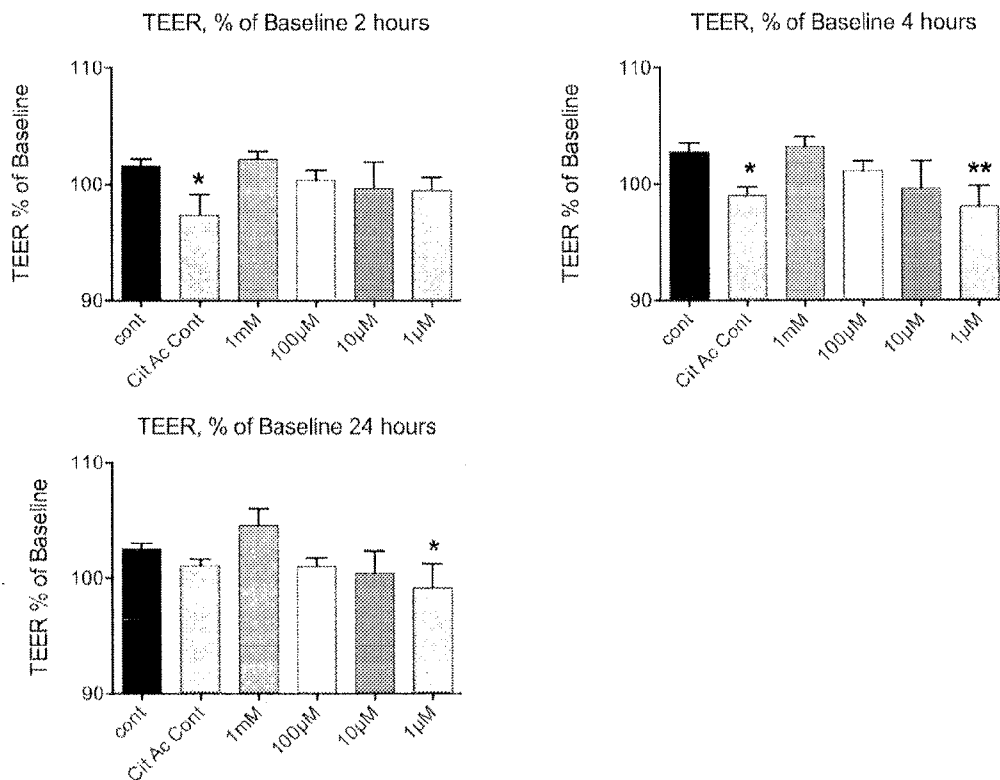 TEER, % of Baseline 2 hours
TEER % of Baseline
110
100
90
*
cont
Cit Ac Cont
1mM
100µM
10µM
1µM
TEER, % of Baseline 4 hours
TEER % of Baseline
110
100
90
*
**
cont
Cit Ac Cont
1mM
100µM
10µM
1µM
TEER, % of Baseline 24 hours
TEER % of Baseline
110
100
90
*
cont
Cit Ac Cont
1mM
100µM
10µM
1µM